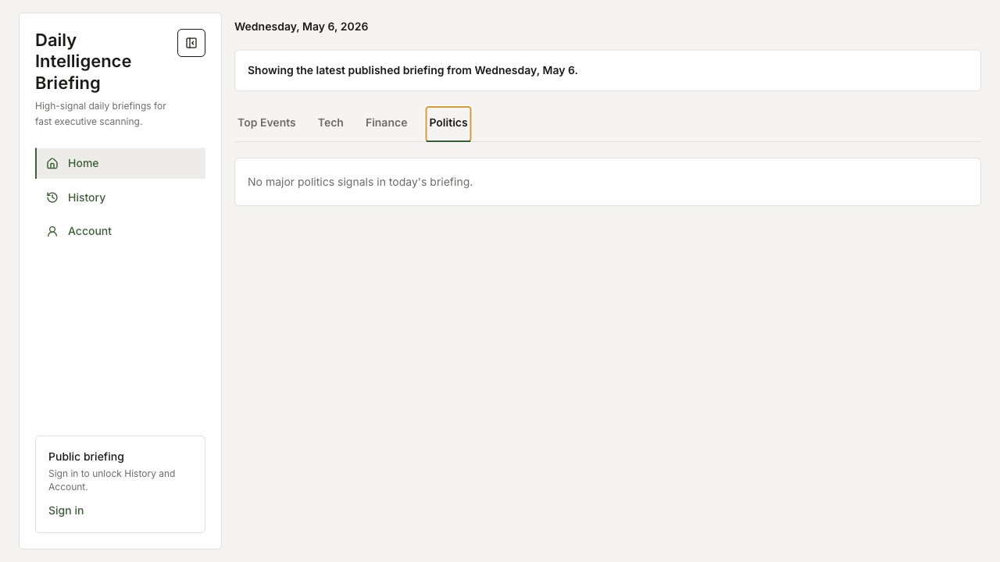 Daily
Intelligence
Briefing
High-signal daily briefings for
fast executive scanning.
Home
History
Account
Public briefing
Sign in to unlock History and
Account.
Sign in
Wednesday, May 6, 2026
Showing the latest published briefing from Wednesday, May 6.
Top Events Tech Finance Politics
No major politics signals in today's briefing.